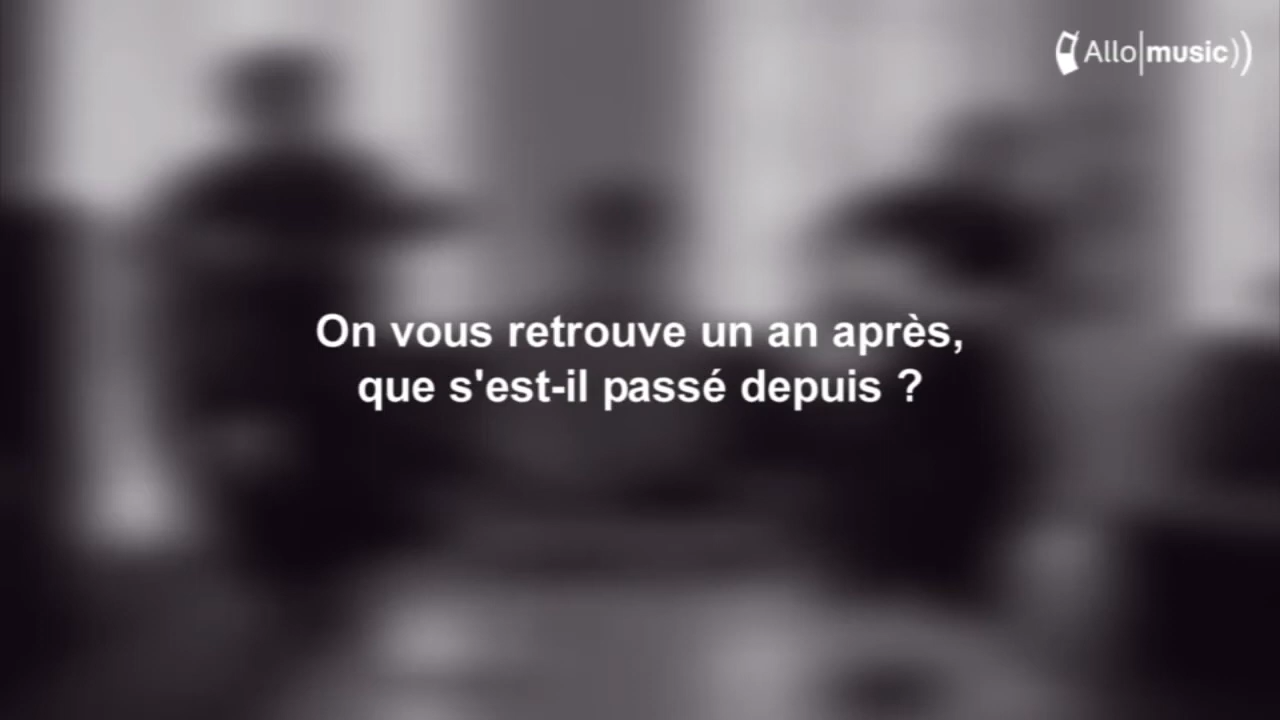 Allo|music))
On vous retrouve un an après,
que s'est-il passé depuis ?